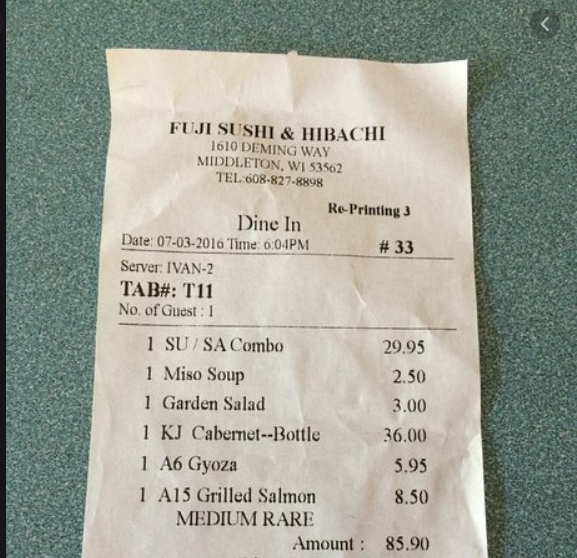 FUJI SUSHI & HIBACHI
1610 DEMING WAY
MIDDLETON, WI 53562
TEL:608-827-8898
Re-Printing 3
Dine In
Date: 07-03-2016 Time: 6:04PM # 33
Server: IVAN-2
TAB#: T11
No. of Guest : 1
1 SU / SA Combo 29.95
1 Miso Soup 2.50
1 Garden Salad 3.00
1 KJ Cabernet--Bottle 36.00
1 A6 Gyoza 5.95
1 A15 Grilled Salmon 8.50
MEDIUM RARE
Amount : 85.90